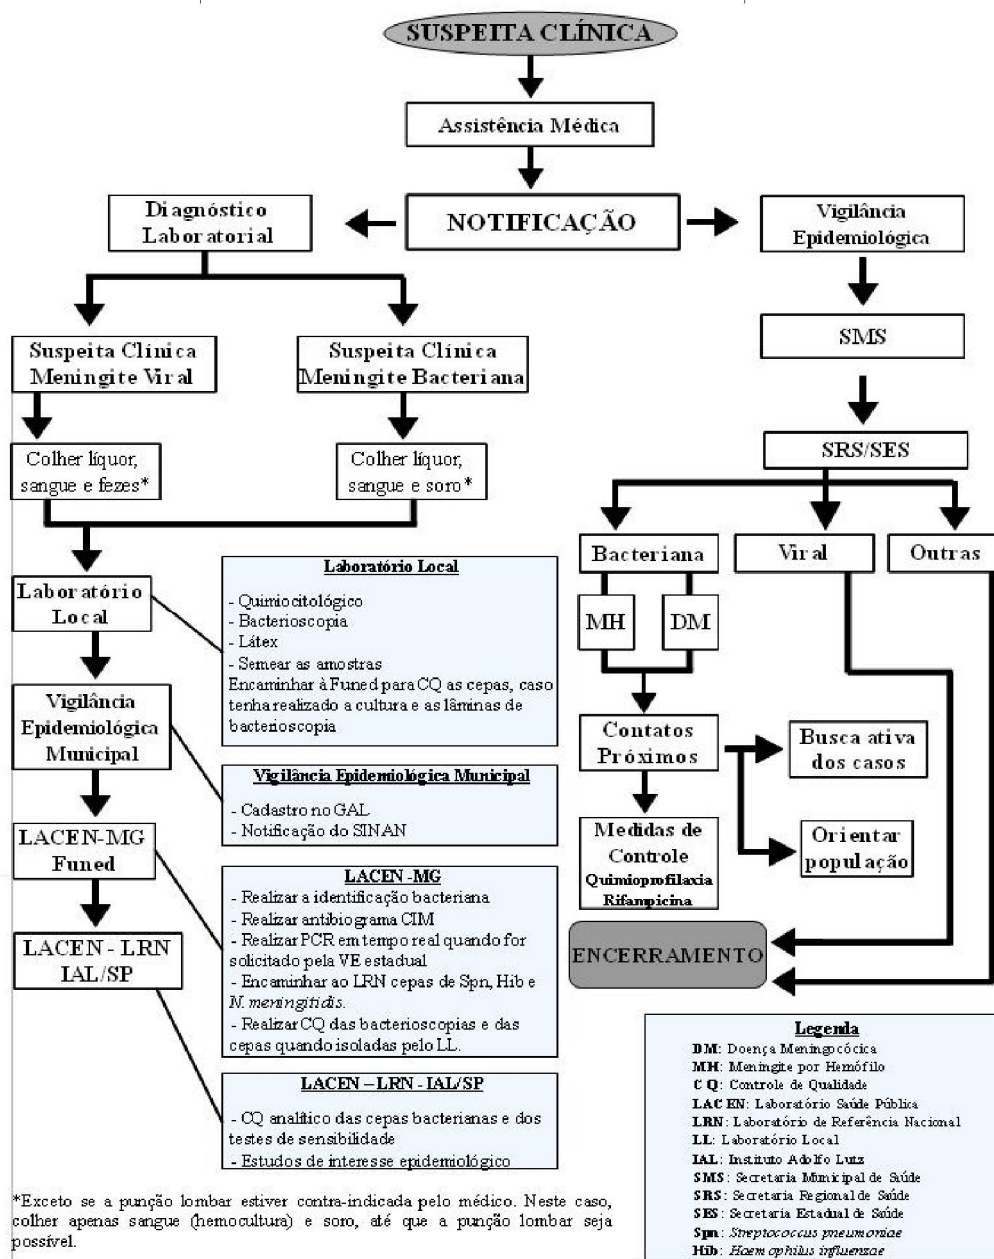 SUSPEITA CLÍNICA
Assistência Médica
NOTIFICAÇÃO
Diagnóstico
Laboratorial
Vigilância
Epidemiológica
Suspeita Clínica
Meningite Viral
Suspeita Clínica
Meningite Bacteriana
SMS
Colher líquor,
sangue e fezes*
Colher líquor,
sangue e soro*
SRS/SES
Bacteriana
Viral
Outras
MH
DM
Laboratório
Local
Laboratório Local
- Quimiocitológico
- Bacterioscopia
- Látex
- Semear as amostras
Encaminhar à Funed para CQ as cepas, caso
tenha realizado a cultura e as lâminas de
bacterioscopia
Vigilância
Epidemiológica
Municipal
Vigilância Epidemiológica Municipal
- Cadastro no GAL
- Notificação do SINAN
Contatos
Próximos
Busca ativa
dos casos
Medidas de
Controle
Quimioprofilaxia
Rifampicina
Orientar
população
LACEN-MG
Funed
LACEN -MG
- Realizar a identificação bacteriana
- Realizar antibiograma CIM
- Realizar PCR em tempo real quando for
solicitado pela VE estadual
- Encaminhar ao LRN cepas de Spn, Hib e
N. meningitidis.
- Realizar CQ das bacterioscopias e das
cepas quando isoladas pelo LL.
LACEN - LRN
IAL/SP
ENCERRAMENTO
LACEN – LRN - IAL/SP
- CQ analítico das cepas bacterianas e dos
testes de sensibilidade
- Estudos de interesse epidemiológico
Legenda
DM: Doença Meningocócica
MH: Meningite por Hemófilo
CQ: Controle de Qualidade
LACEN: Laboratório Saúde Pública
LRN: Laboratório de Referência Nacional
LL: Laboratório Local
IAL: Instituto Adolfo Lutz
SMS: Secretaria Municipal de Saúde
SRS: Secretaria Regional de Saúde
SES: Secretaria Estadual de Saúde
Spn: Streptococcus pneumoniae
Hib: Haemophilus influenzae
*Exceto se a punção lombar estiver contra-indicada pelo médico. Neste caso,
colher apenas sangue (hemocultura) e soro, até que a punção lombar seja
possível.